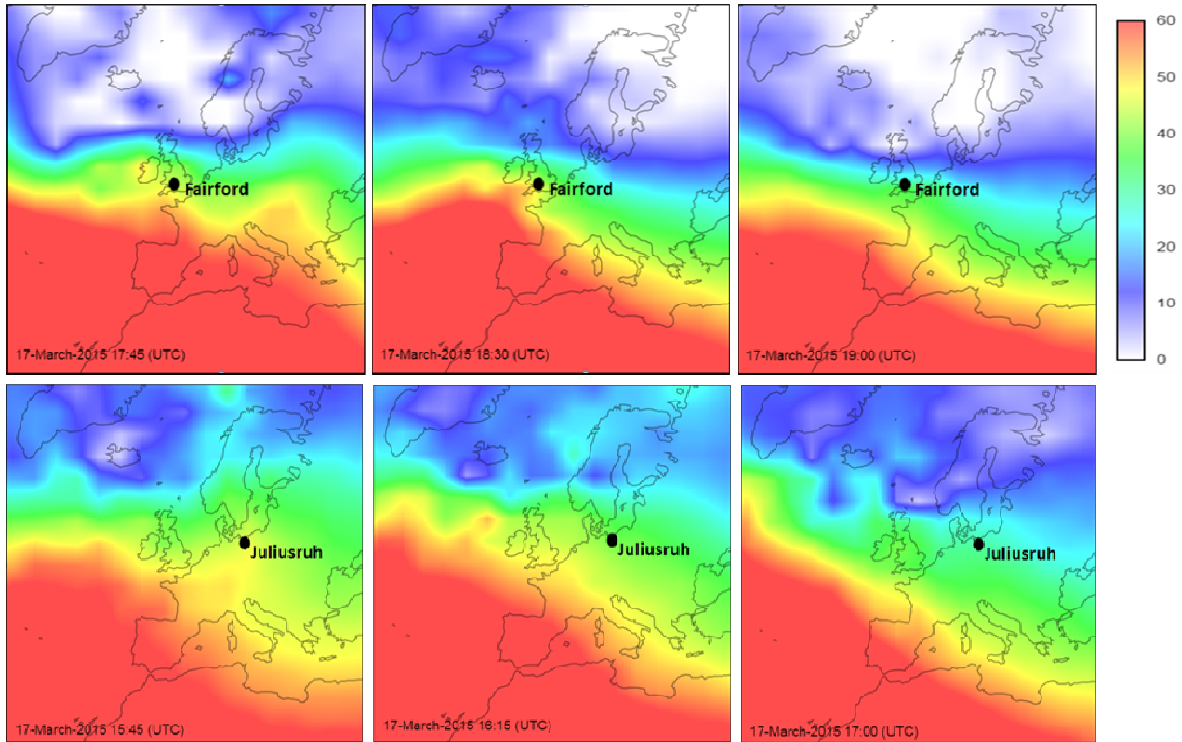 Fairford
17-March-2015 17:45 (UTC)
Fairford
17-March-2015 18:30 (UTC)
Fairford
17-March-2015 19:00 (UTC)
60
50
40
30
20
10
0
Juliusruh
17-March-2015 15:45 (UTC)
Juliusruh
17-March-2015 16:15 (UTC)
Juliusruh
17-March-2015 17:00 (UTC)